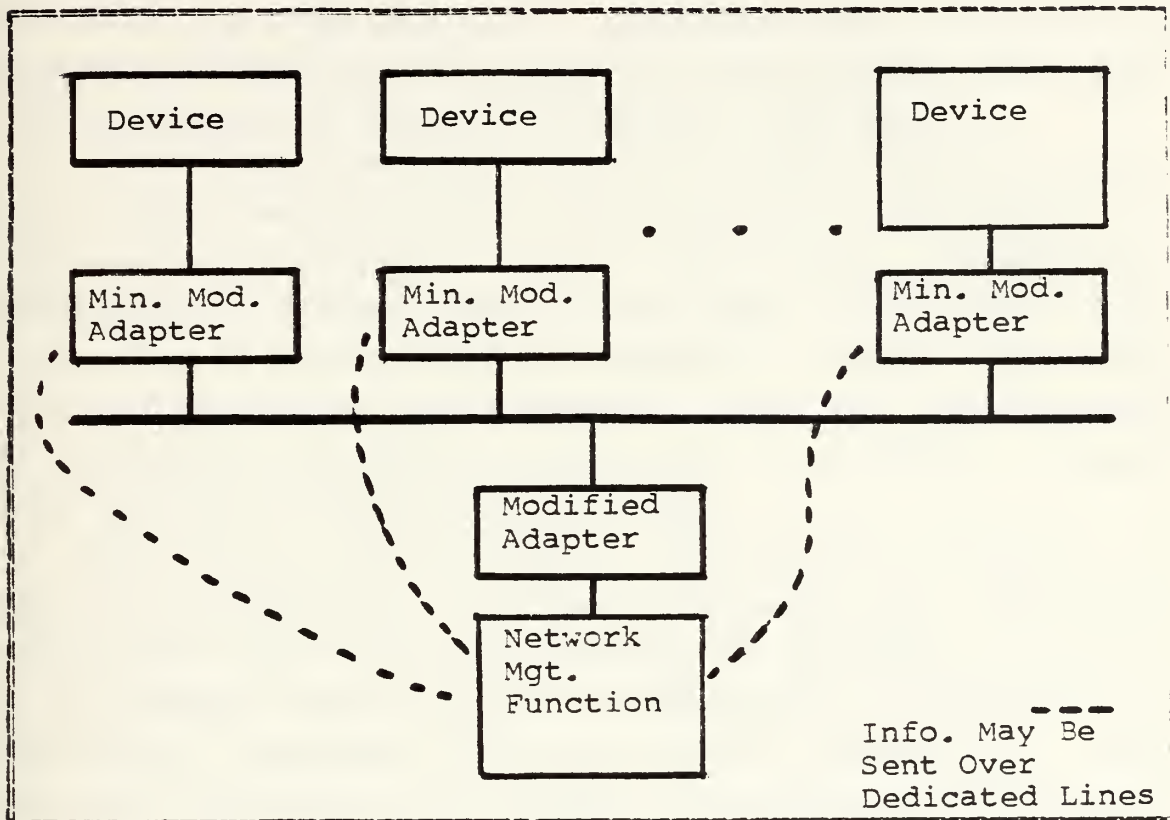 Device
Device
Device
Min. Mod.
Adapter
Min. Mod.
Adapter
Min. Mod.
Adapter
Modified
Adapter
Network
Mgt.
Function
Info. May Be
Sent Over
Dedicated Lines